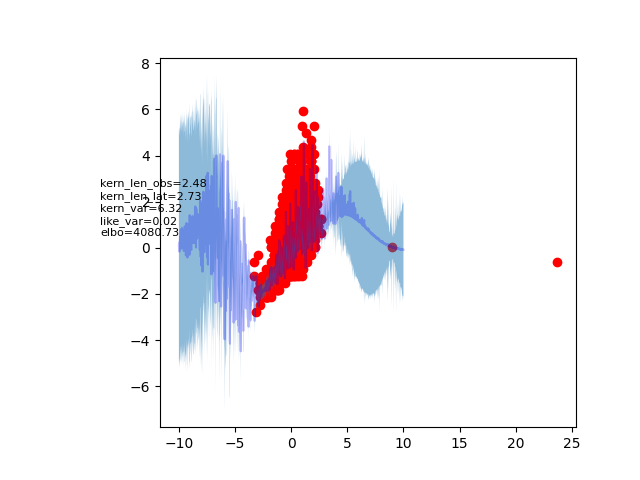 8
6
4
2
0
−2
−4
−6
kern_len_obs=2.48
kern_len_lat=2.73
kern_var=6.32
like_var=0.02
elbo=4080.73
−10 −5 0 5 10 15 20 25